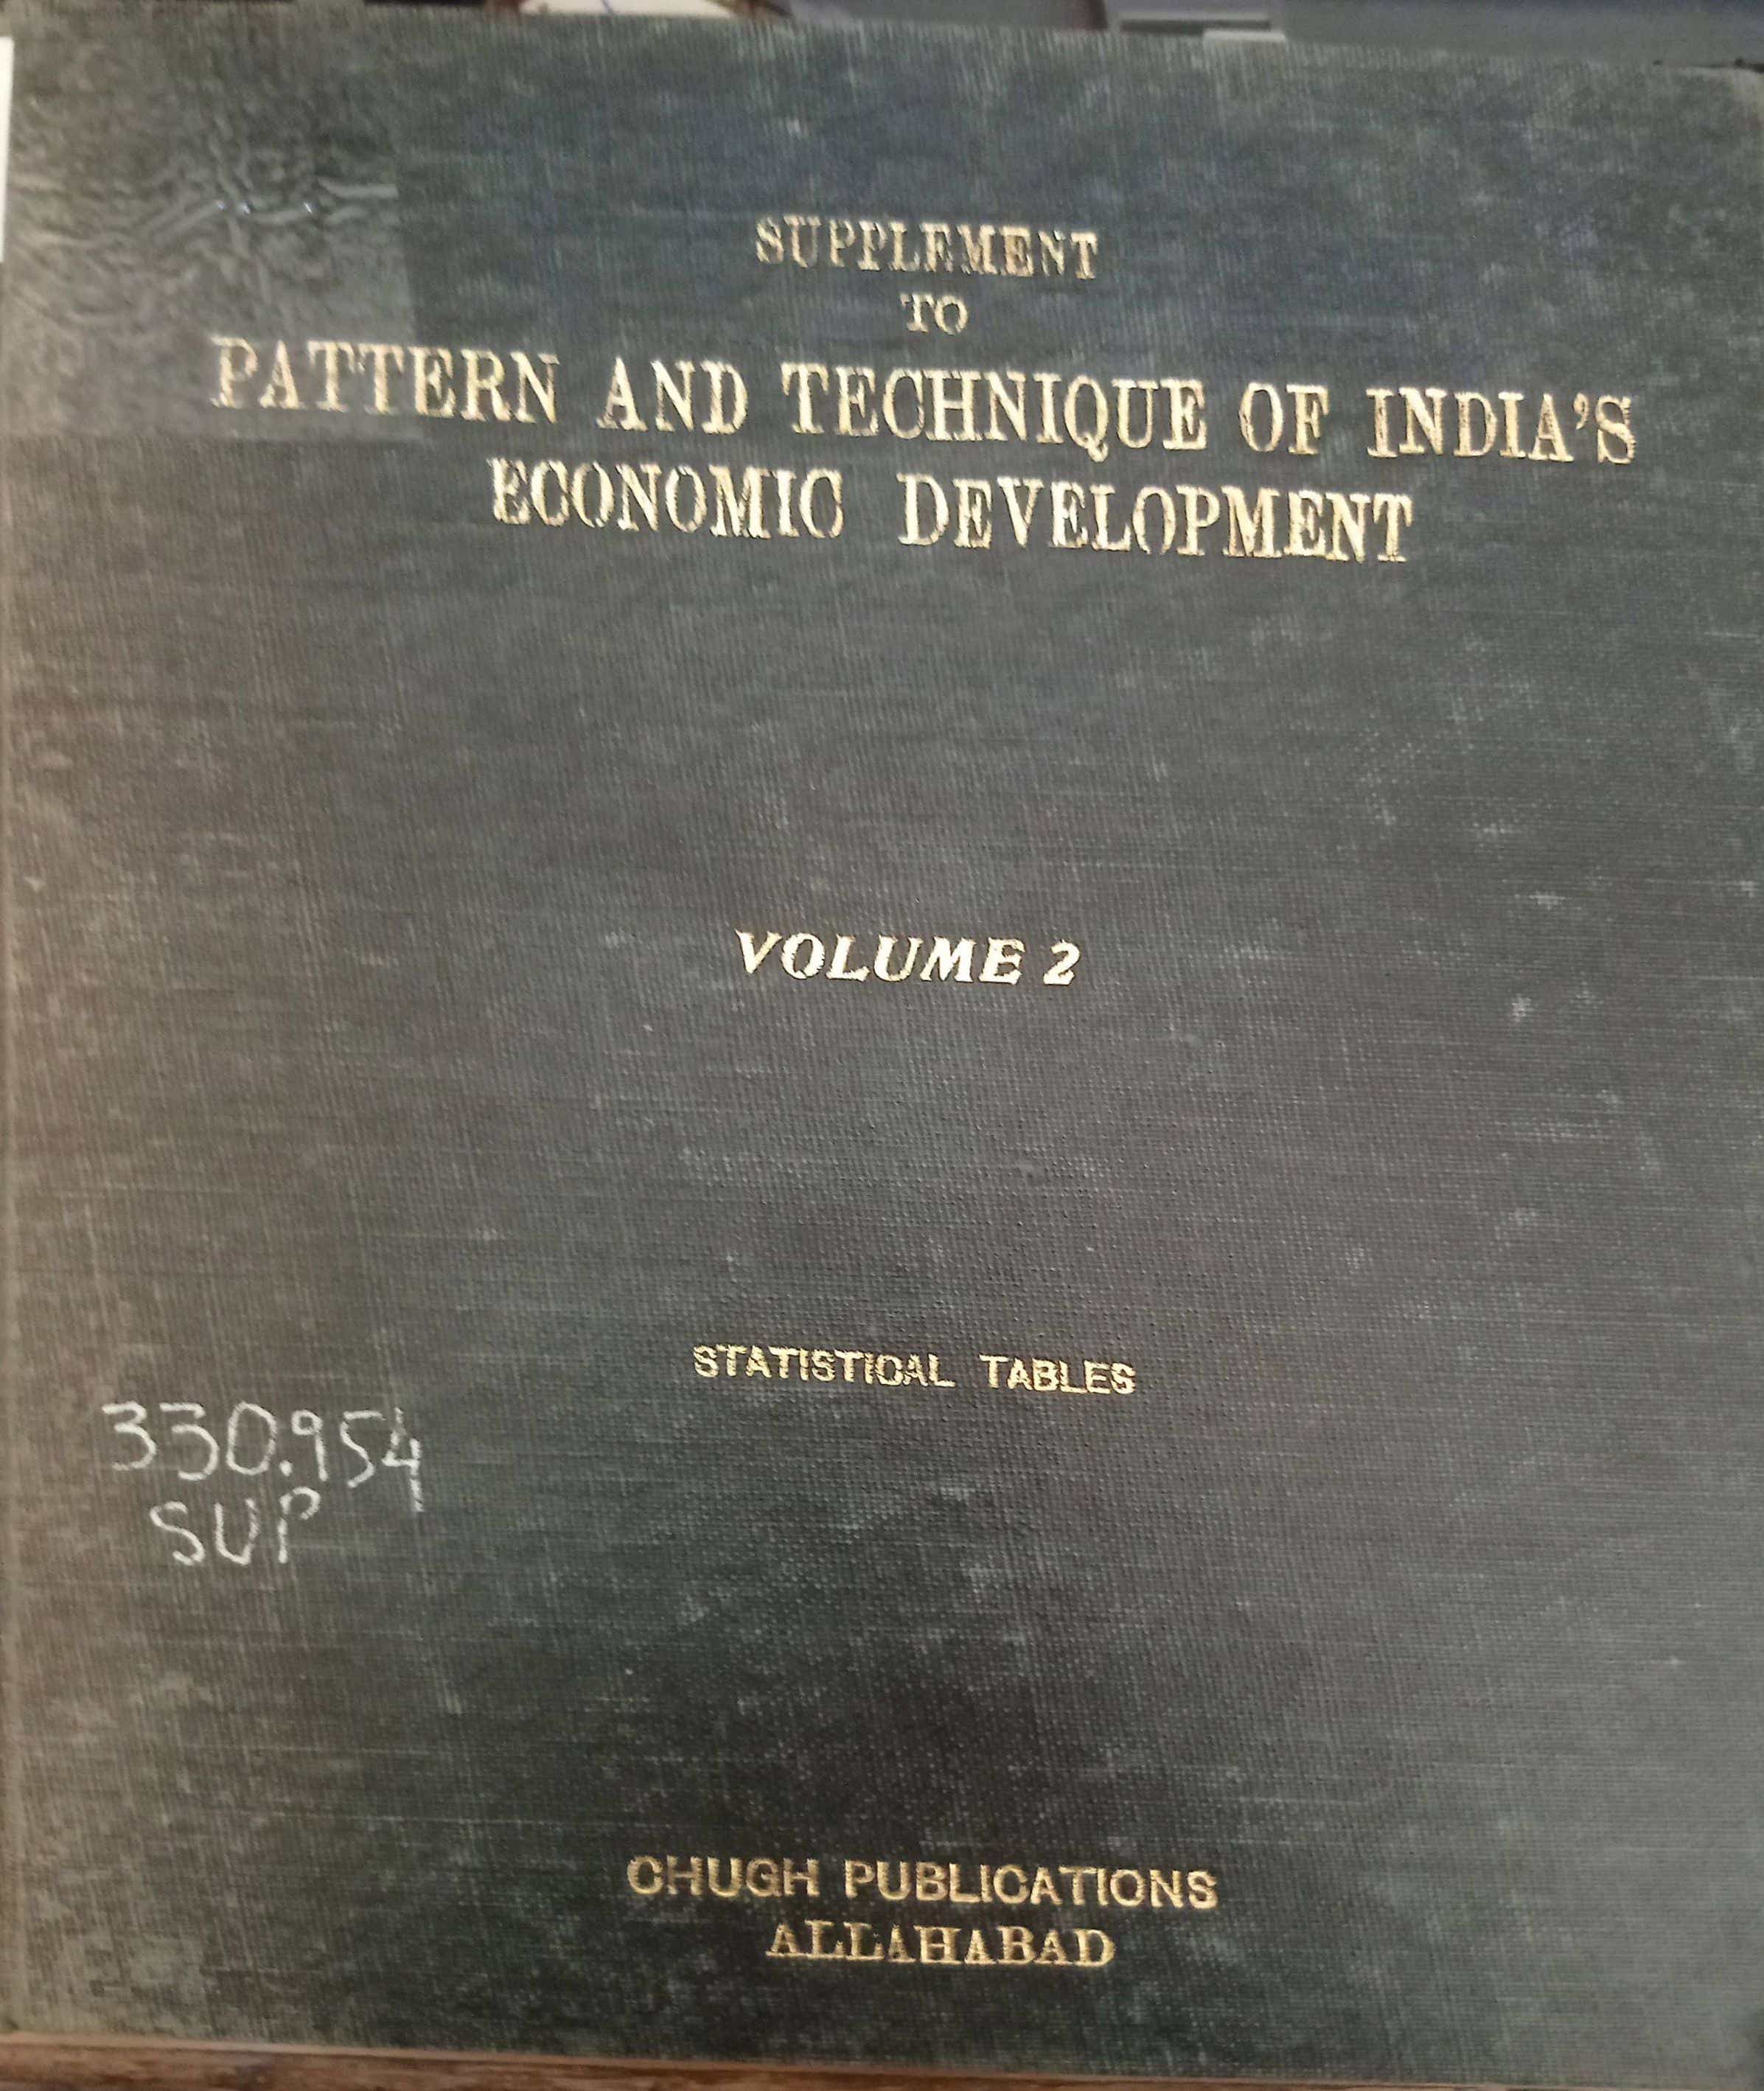 SUPPLEMENT
TO
PATTERN AND TECHNIQUE OF INDIA'S
ECONOMIC DEVELOPMENT
VOLUME 2
STATISTICAL TABLES
330.954
SUP
CHUGH PUBLICATIONS
ALLAHABAD